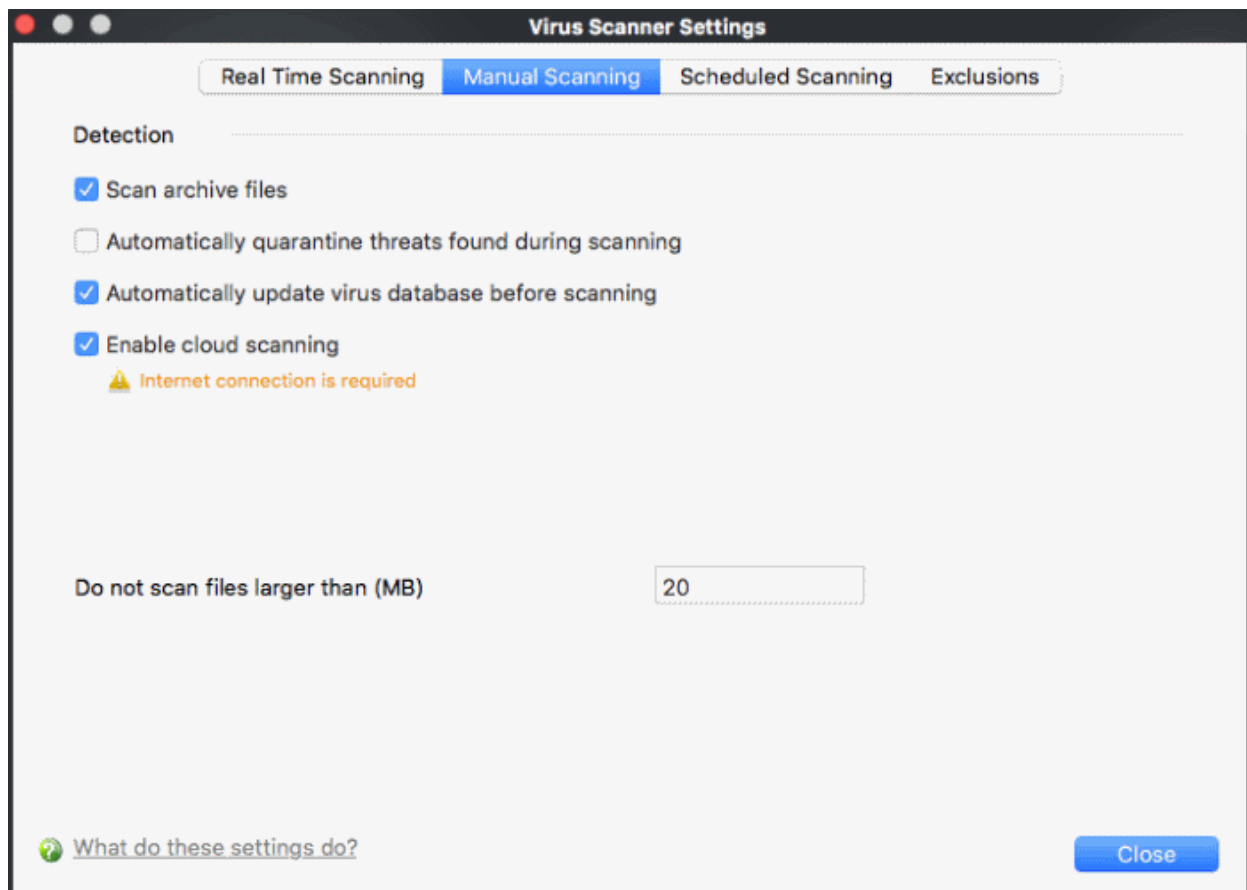 Virus Scanner Settings
Real Time Scanning Manual Scanning Scheduled Scanning Exclusions
Detection
Scan archive files
Automatically quarantine threats found during scanning
Automatically update virus database before scanning
Enable cloud scanning
Internet connection is required
Do not scan files larger than (MB) 20
What do these settings do? Close